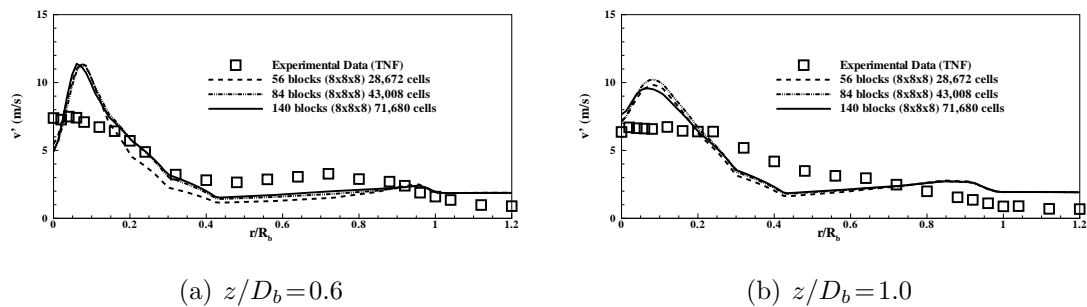 15
10
5
0
v' (m/s)
Experimental Data (TNF)
56 blocks (8x8x8) 28,672 cells
84 blocks (8x8x8) 43,008 cells
140 blocks (8x8x8) 71,680 cells
0 0.2 0.4 0.6 0.8 1 1.2
r/R_b
(a) z/D_b=0.6
15
10
5
0
v' (m/s)
Experimental Data (TNF)
56 blocks (8x8x8) 28,672 cells
84 blocks (8x8x8) 43,008 cells
140 blocks (8x8x8) 71,680 cells
0 0.2 0.4 0.6 0.8 1 1.2
r/R_b
(b) z/D_b=1.0